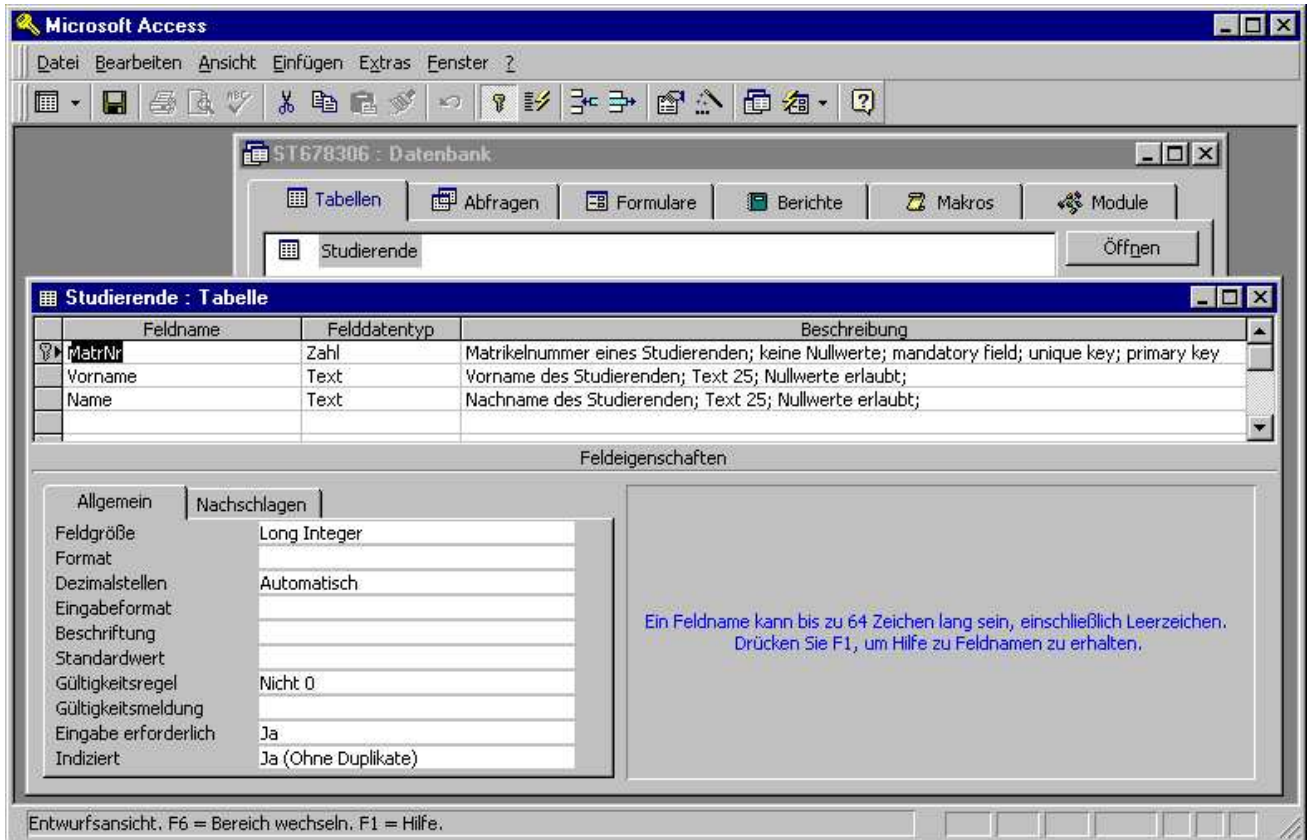 Microsoft Access
Datei Bearbeiten Ansicht Einfügen Extras Fenster ?
ST678306 : Datenbank
Tabellen Abfragen Formulare Berichte Makros Module
Studierende Öffnen
Studierende : Tabelle
Feldname Felddatentyp Beschreibung
MatrNr Zahl Matrikelnummer eines Studierenden; keine Nullwerte; mandatory field; unique key; primary key
Vorname Text Vorname des Studierenden; Text 25; Nullwerte erlaubt;
Name Text Nachname des Studierenden; Text 25; Nullwerte erlaubt;
Feldeigenschaften
Allgemein Nachschlagen
Feldgröße Long Integer
Format
Dezimalstellen Automatisch
Eingabeformat
Beschriftung
Standardwert
Gültigkeitsregel Nicht 0
Gültigkeitsmeldung
Eingabe erforderlich Ja
Indiziert Ja (Ohne Duplikate)
Ein Feldname kann bis zu 64 Zeichen lang sein, einschließlich Leerzeichen.
Drücken Sie F1, um Hilfe zu Feldnamen zu erhalten.
Entwurfsansicht. F6 = Bereich wechseln. F1 = Hilfe.